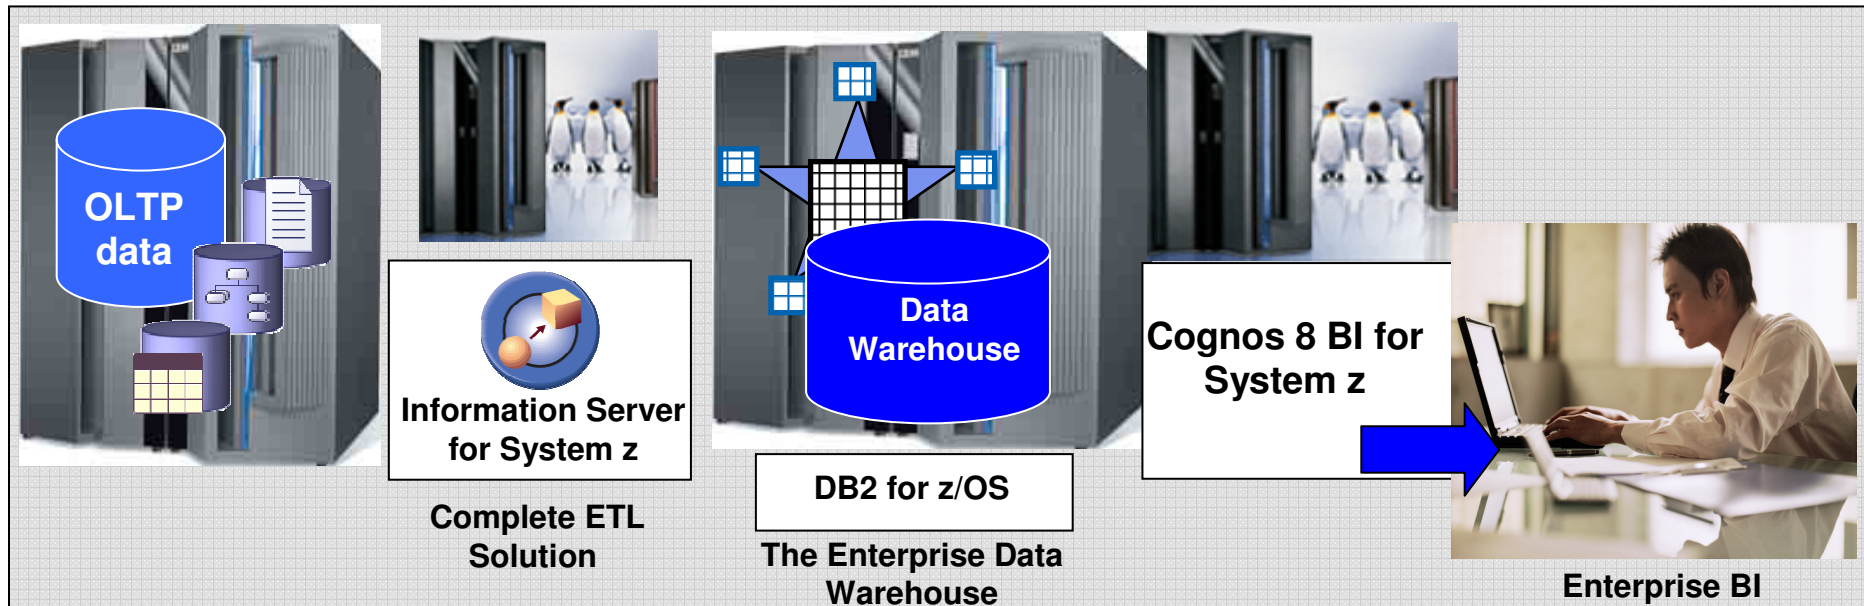 OLTP
data
Information Server
for System z
Complete ETL
Solution
Data
Warehouse
DB2 for z/OS
The Enterprise Data
Warehouse
Cognos 8 BI for
System z
Enterprise BI